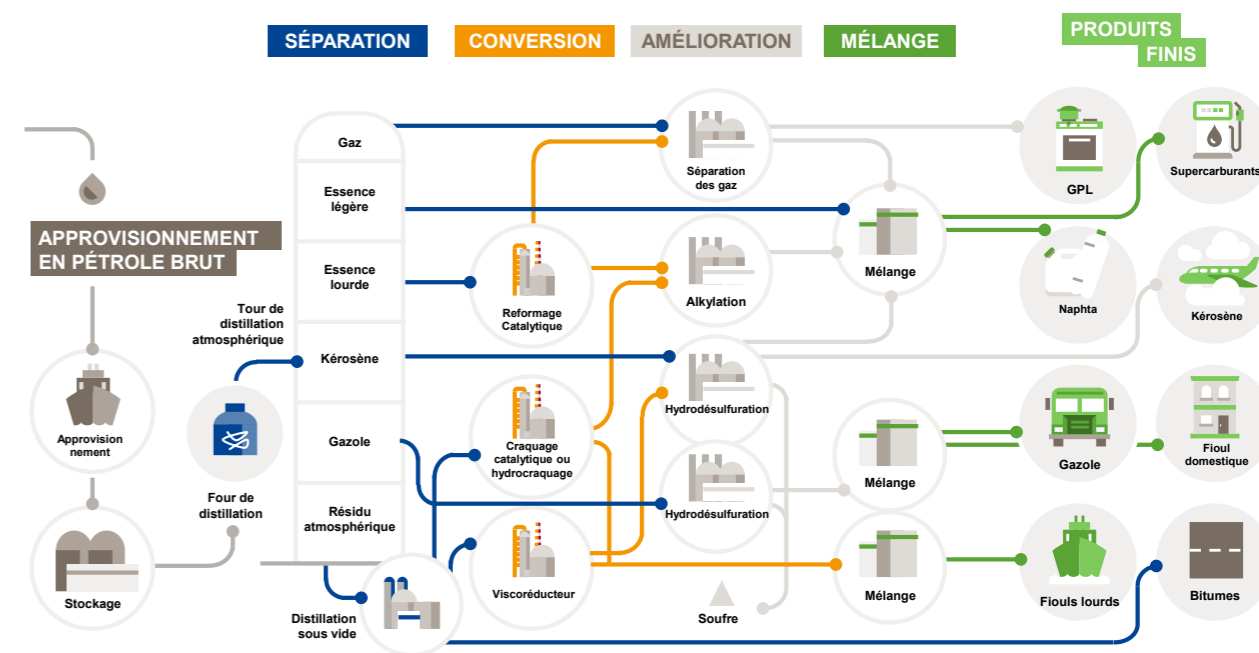 SÉPARATION
CONVERSION
AMÉLIORATION
MÉLANGE
PRODUITS
FINIS
APPROVISIONNEMENT
EN PÉTROLE BRUT
Approvision
nement
Stockage
Four de
distillation
Tour de
distillation
atmosphérique
Gaz
Essence
légère
Essence
lourde
Kérosène
Gazole
Résidu
atmosphérique
Distillation
sous vide
Reformage
Catalytique
Craquage
catalytique ou
hydrocraquage
Viscoréducteur
Séparation
des gaz
Alkylation
Hydrodésulfuration
Hydrodésulfuration
Soufre
Mélange
Mélange
Mélange
GPL
Supercarburants
Naphta
Kérosène
Gazole
Fioul
domestique
Fiouls lourds
Bitumes